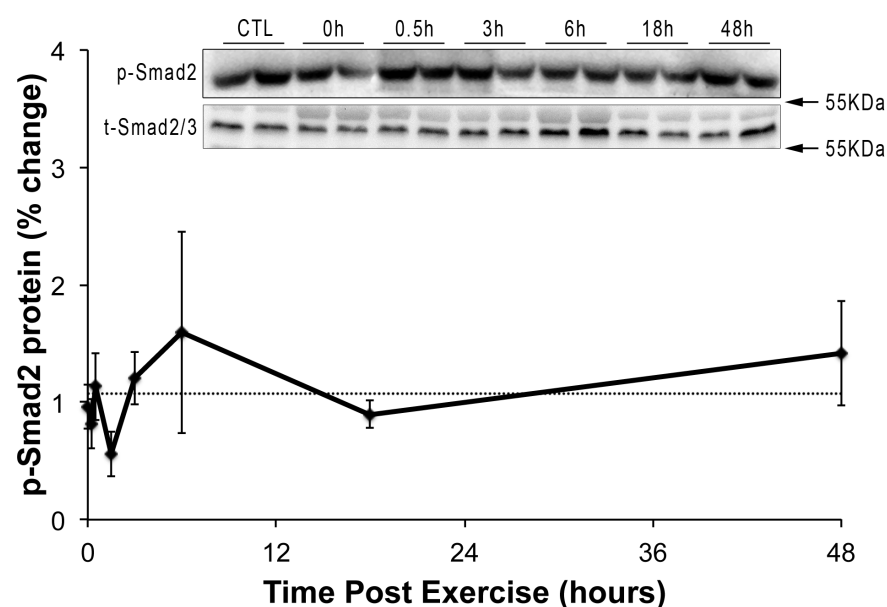 CTL 0h 0.5h 3h 6h 18h 48h
p-Smad2
55KDa
t-Smad2/3
55KDa
4
3
2
1
0
p-Smad2 protein (% change)
0 12 24 36 48
Time Post Exercise (hours)